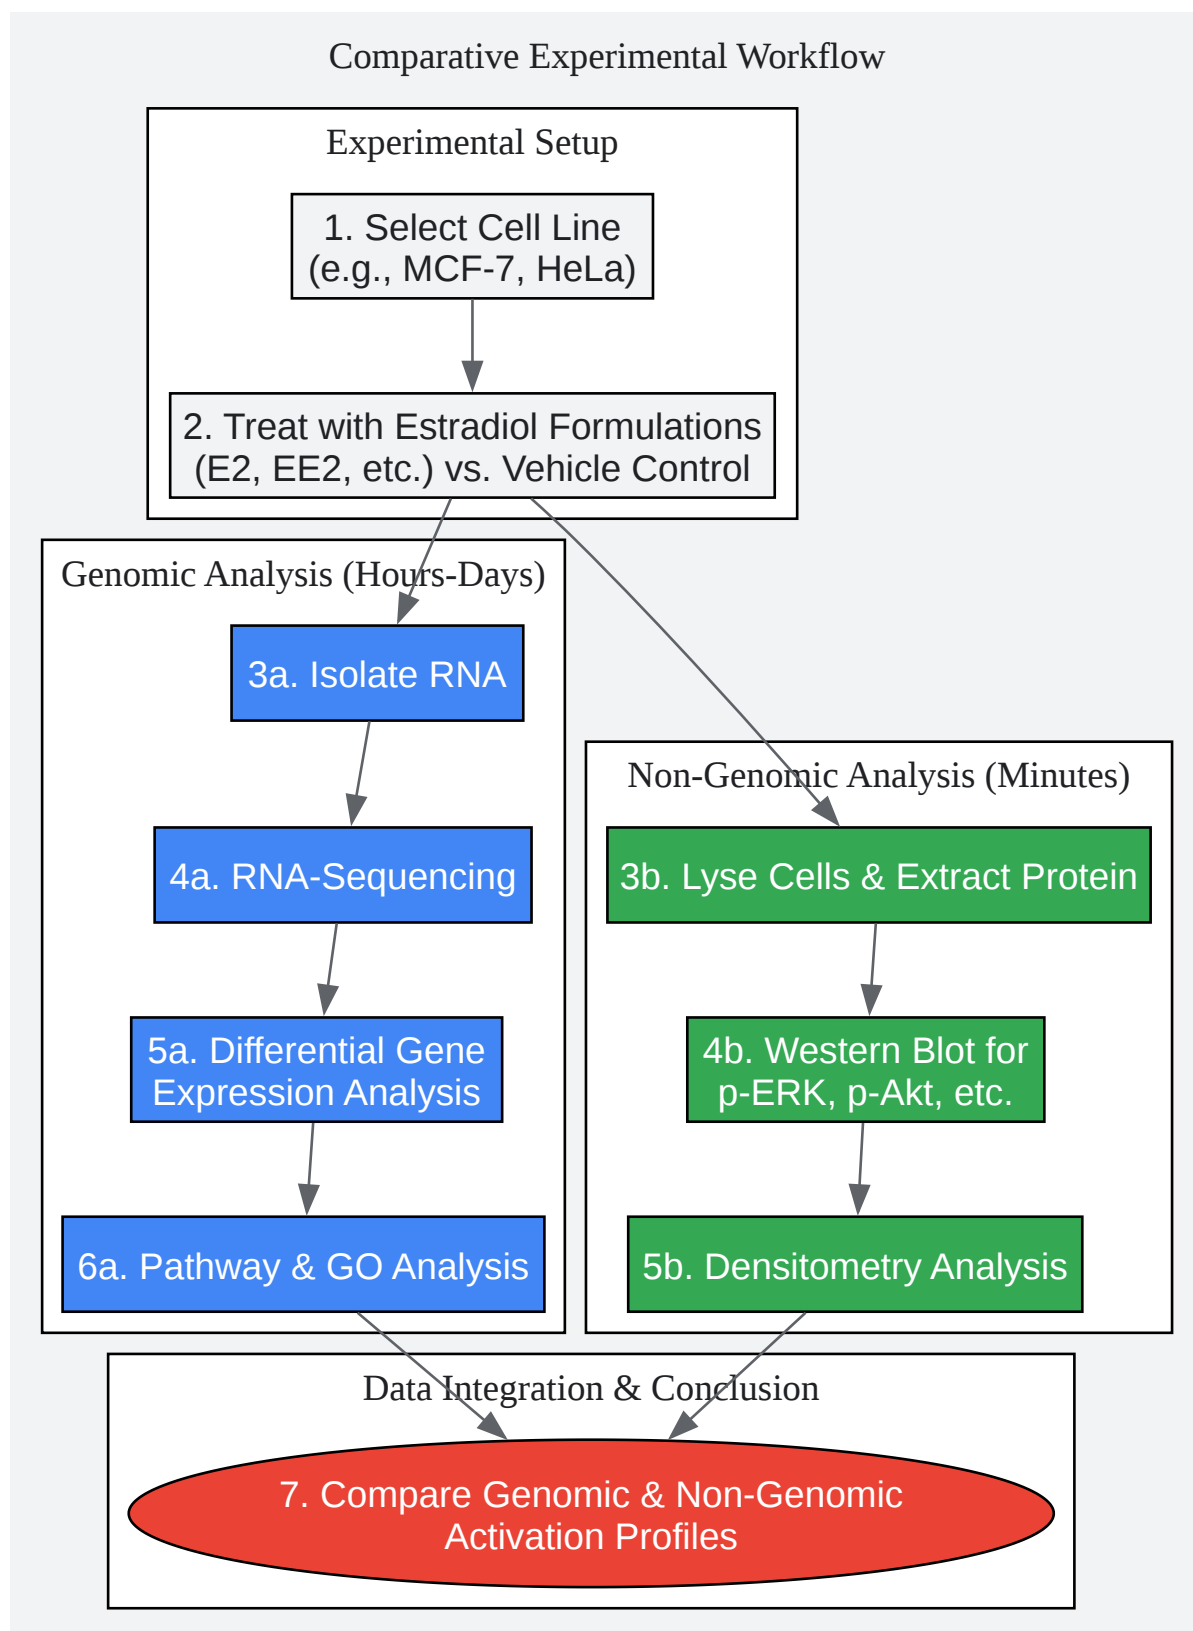 Comparative Experimental Workflow
Experimental Setup
1. Select Cell Line
(e.g., MCF-7, HeLa)
2. Treat with Estradiol Formulations
(E2, EE2, etc.) vs. Vehicle Control
Genomic Analysis (Hours-Days)
3a. Isolate RNA
4a. RNA-Sequencing
5a. Differential Gene
Expression Analysis
6a. Pathway & GO Analysis
Non-Genomic Analysis (Minutes)
3b. Lyse Cells & Extract Protein
4b. Western Blot for
p-ERK, p-Akt, etc.
5b. Densitometry Analysis
Data Integration & Conclusion
7. Compare Genomic & Non-Genomic
Activation Profiles